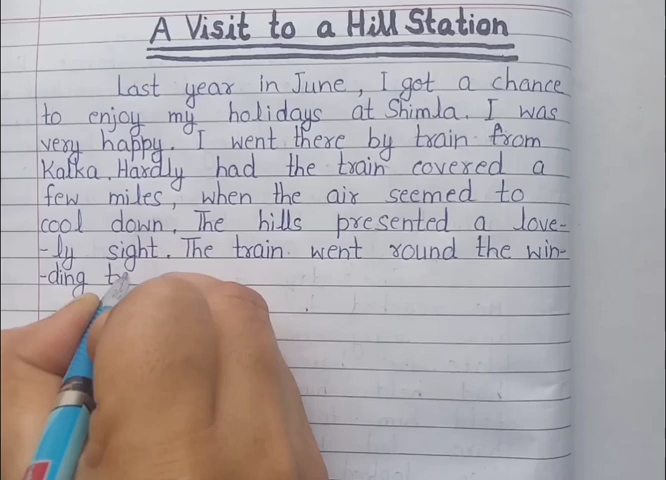 A Visit to a Hill Station
Last year in June, I got a chance
to enjoy my holidays at Shimla. I was
very happy. I went there by train from
Kalka. Hardly had the train covered a
few miles, when the air seemed to
cool down. The hills presented a love-
-ly sight. The train went round the win-
-ding